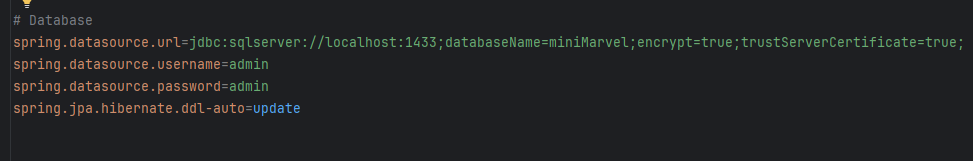 # Database
spring.datasource.url=jdbc:sqlserver://localhost:1433;databaseName=miniMarvel;encrypt=true;trustServerCertificate=true;
spring.datasource.username=admin
spring.datasource.password=admin
spring.jpa.hibernate.ddl-auto=update